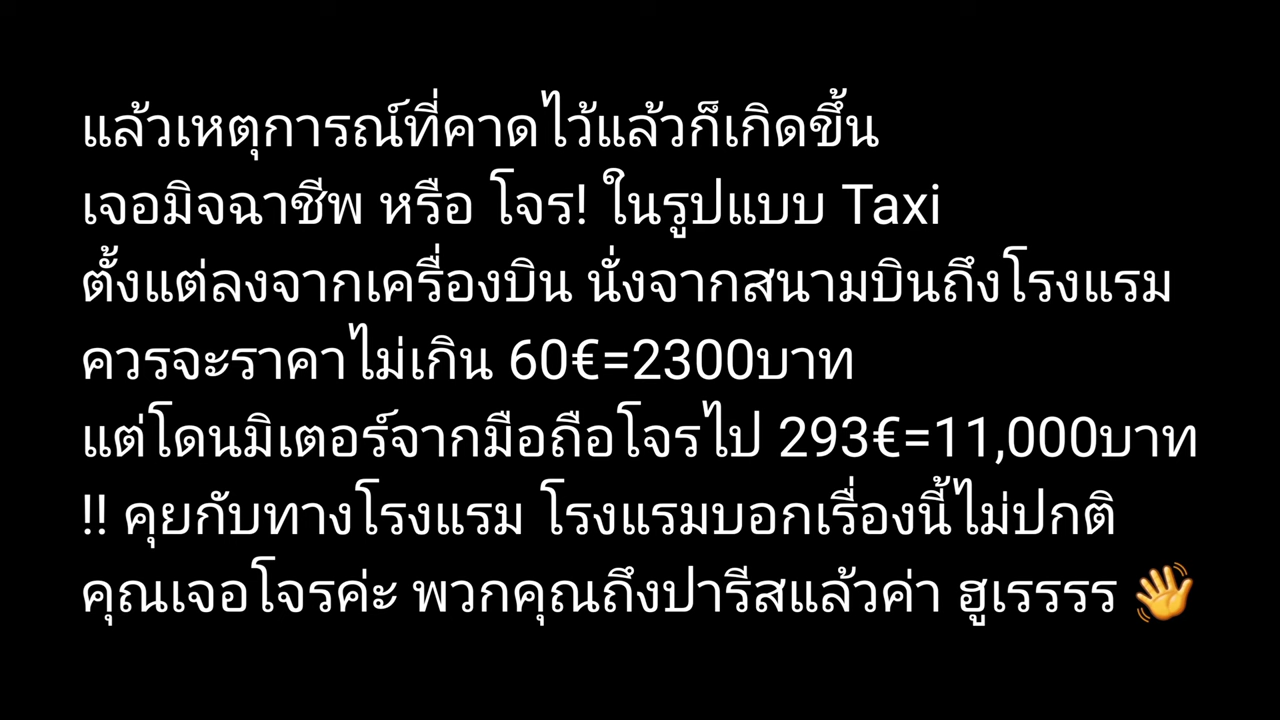 แล้วเหตุการณ์ที่คาดไว้แล้วก็เกิดขึ้น
เจอมิจฉาชีพ หรือ โจร! ในรูปแบบ Taxi
ตั้งแต่ลงจากเครื่องบิน นั่งจากสนามบินถึงโรงแรม
ควรจะราคาไม่เกิน 60€=2300บาท
แต่โดนมิเตอร์จากมือถือโจรไป 293€=11,000บาท
!! คุยกับทางโรงแรม โรงแรมบอกเรื่องนี้ไม่ปกติ
คุณเจอโจรค่ะ พวกคุณถึงปารีสแล้วค่า ฮูเรรรร 👋